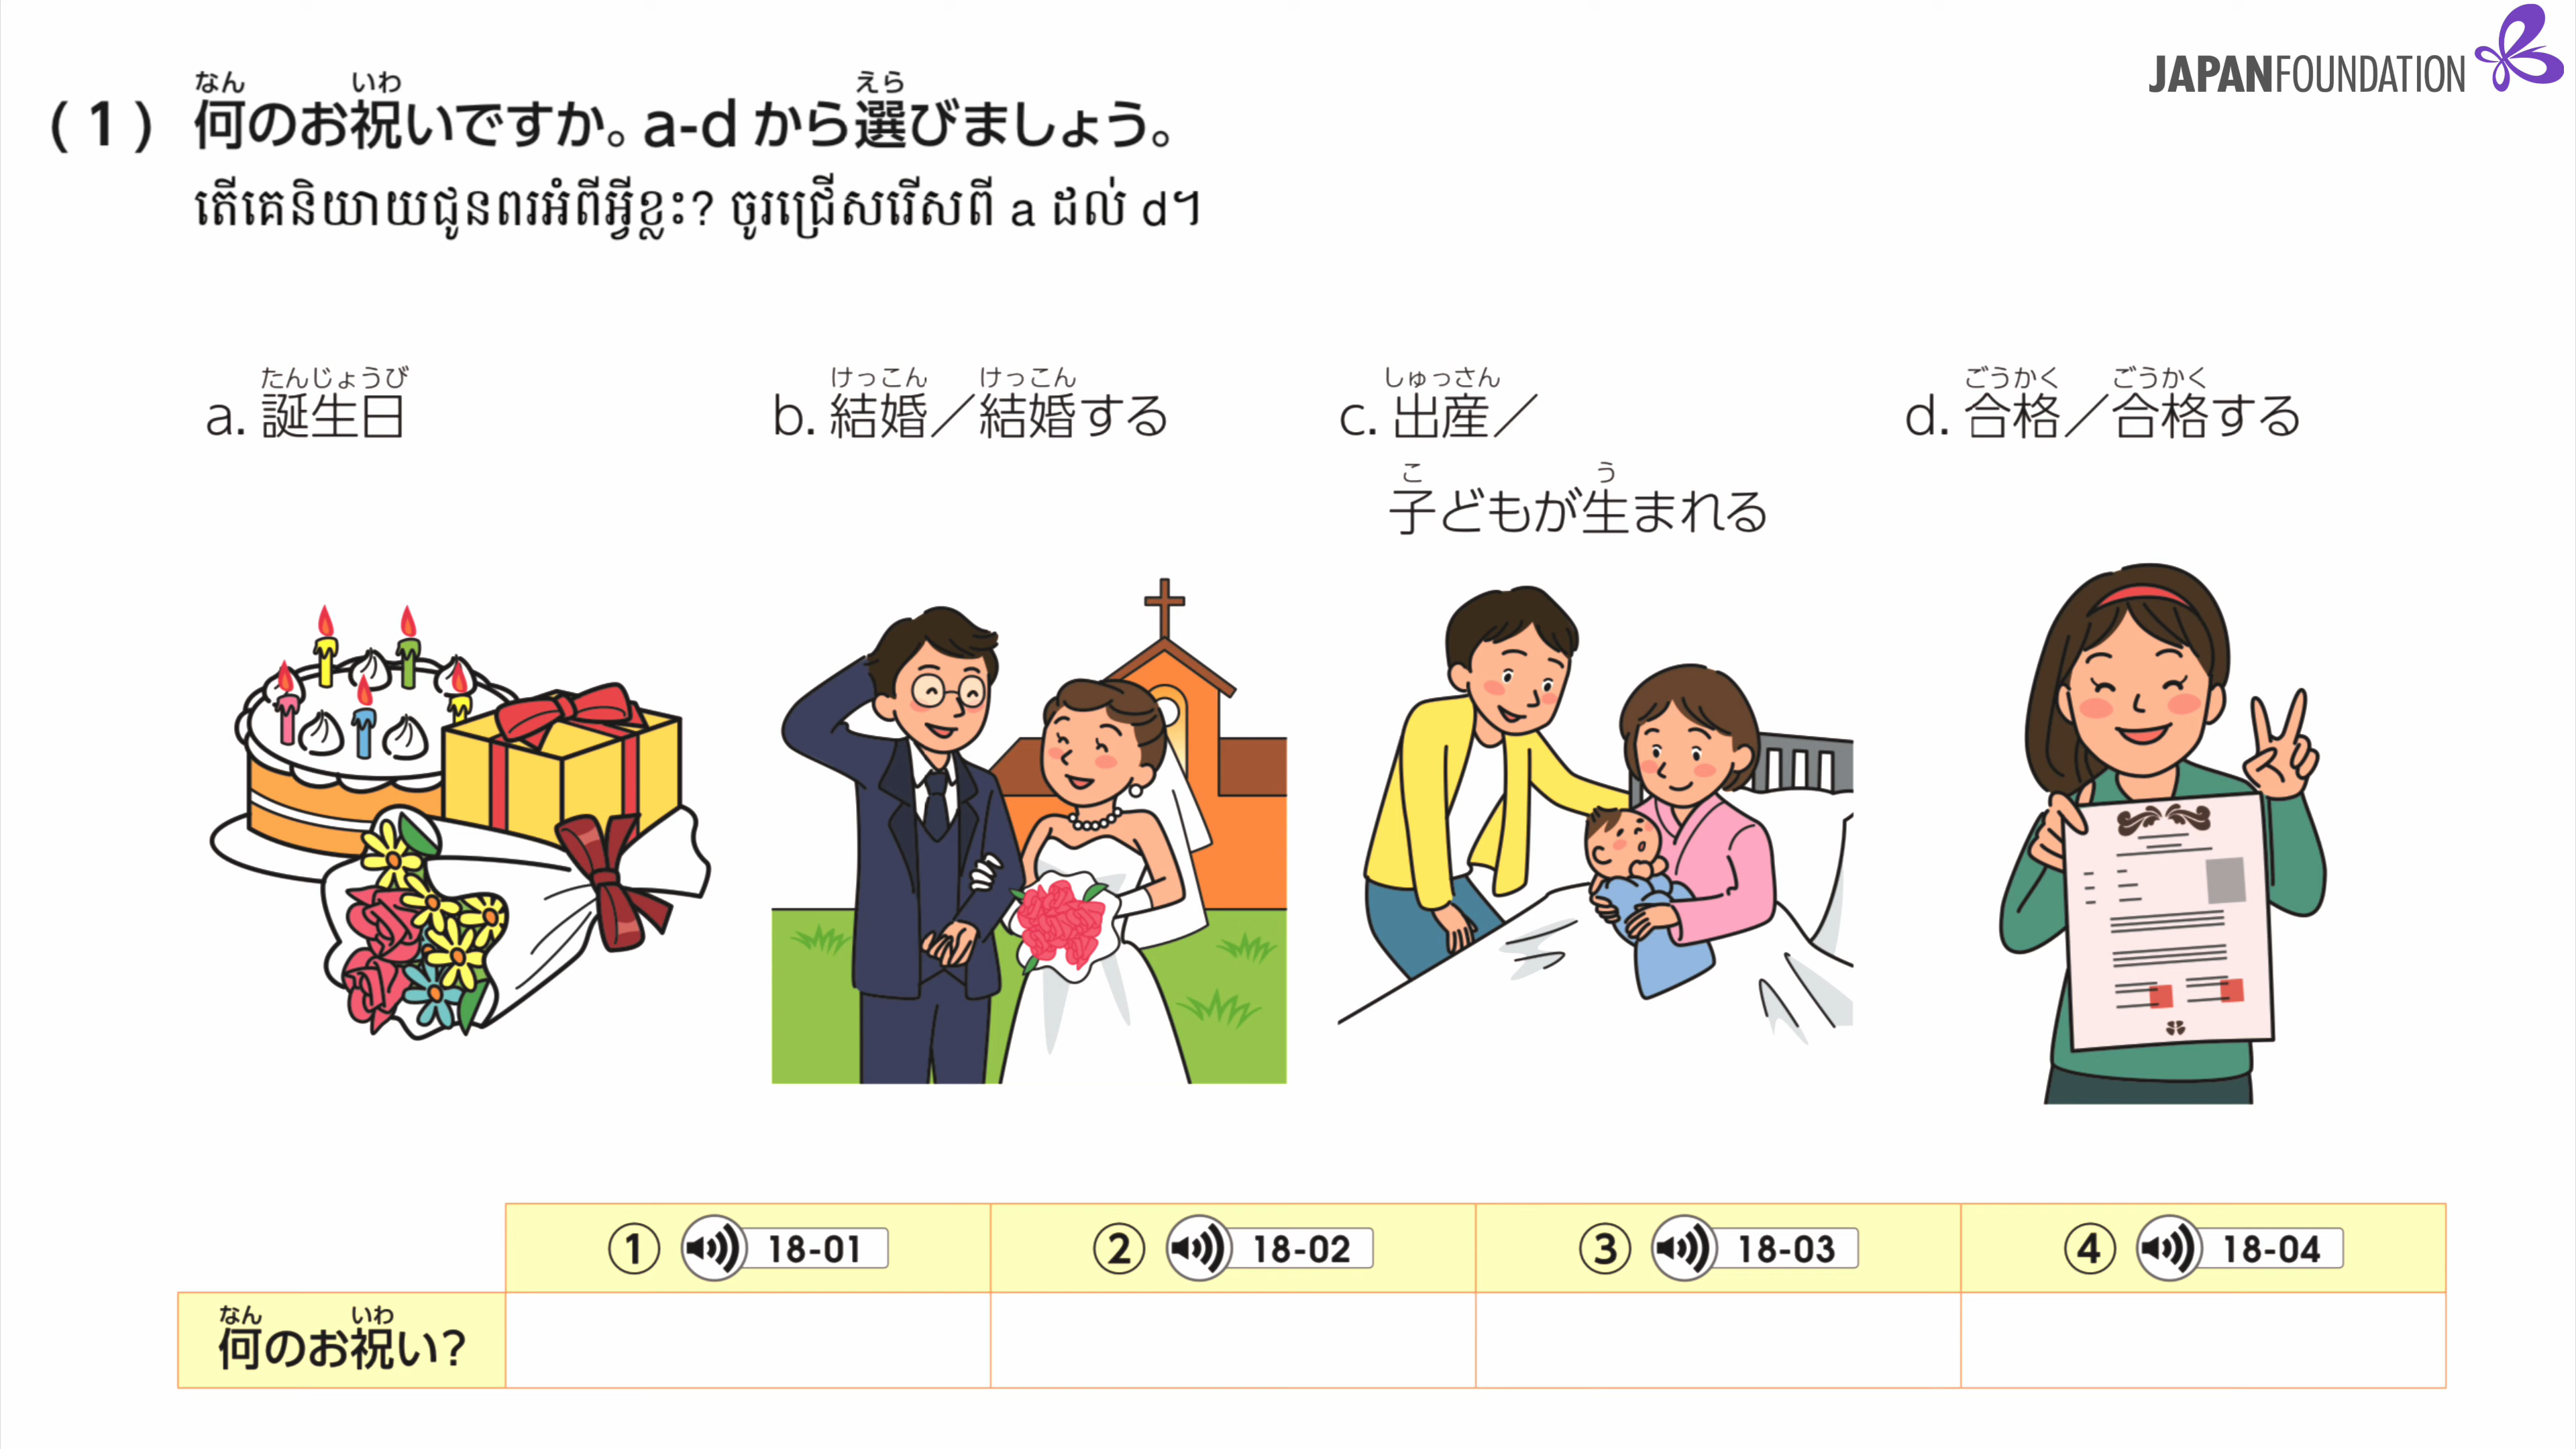 JAPANFOUNDATION
なん いわ えら
(1) 何のお祝いですか。a-d から選びましょう。
តើគេនិយាយជូនពរអំពីអ្វីខ្លះ? ចូរជ្រើសរើសពី a ដល់ d។
たんじょうび
a. 誕生日
けっこん けっこん
b. 結婚／結婚する
しゅっさん
c. 出産／
こ う
子どもが生まれる
ごうかく ごうかく
d. 合格／合格する
① 18-01 ② 18-02 ③ 18-03 ④ 18-04
なん いわ
何のお祝い?